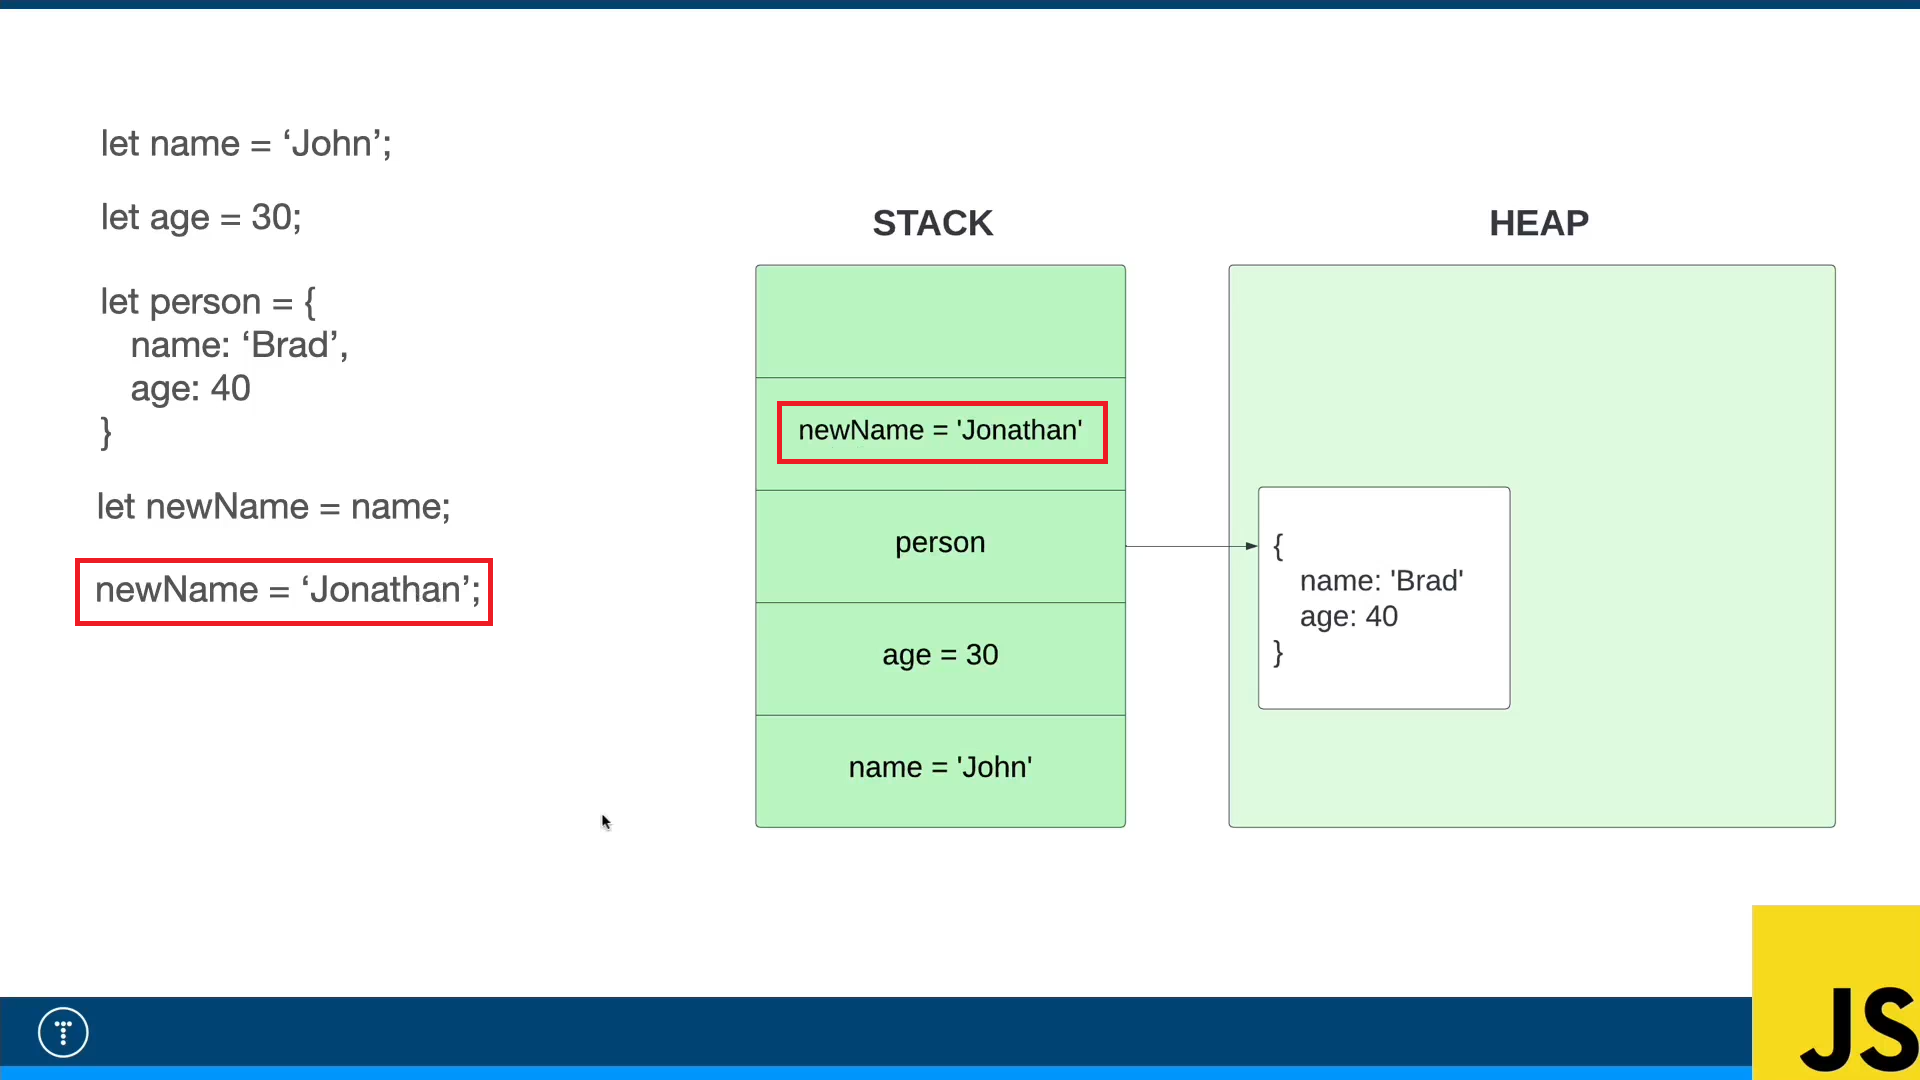 let name = ‘John’;
let age = 30;
let person = {
name: ‘Brad’,
age: 40
}
let newName = name;
newName = ‘Jonathan’;
STACK
newName = 'Jonathan'
person
age = 30
name = 'John'
HEAP
{
name: 'Brad'
age: 40
}
JS